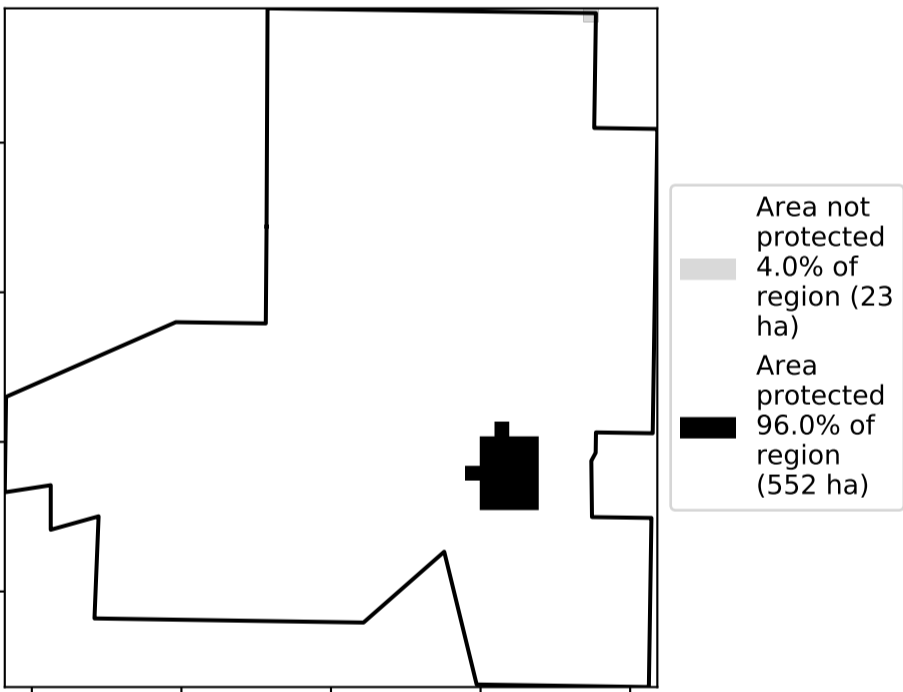 Area not
protected
4.0% of
region (23
ha)
Area
protected
96.0% of
region
(552 ha)